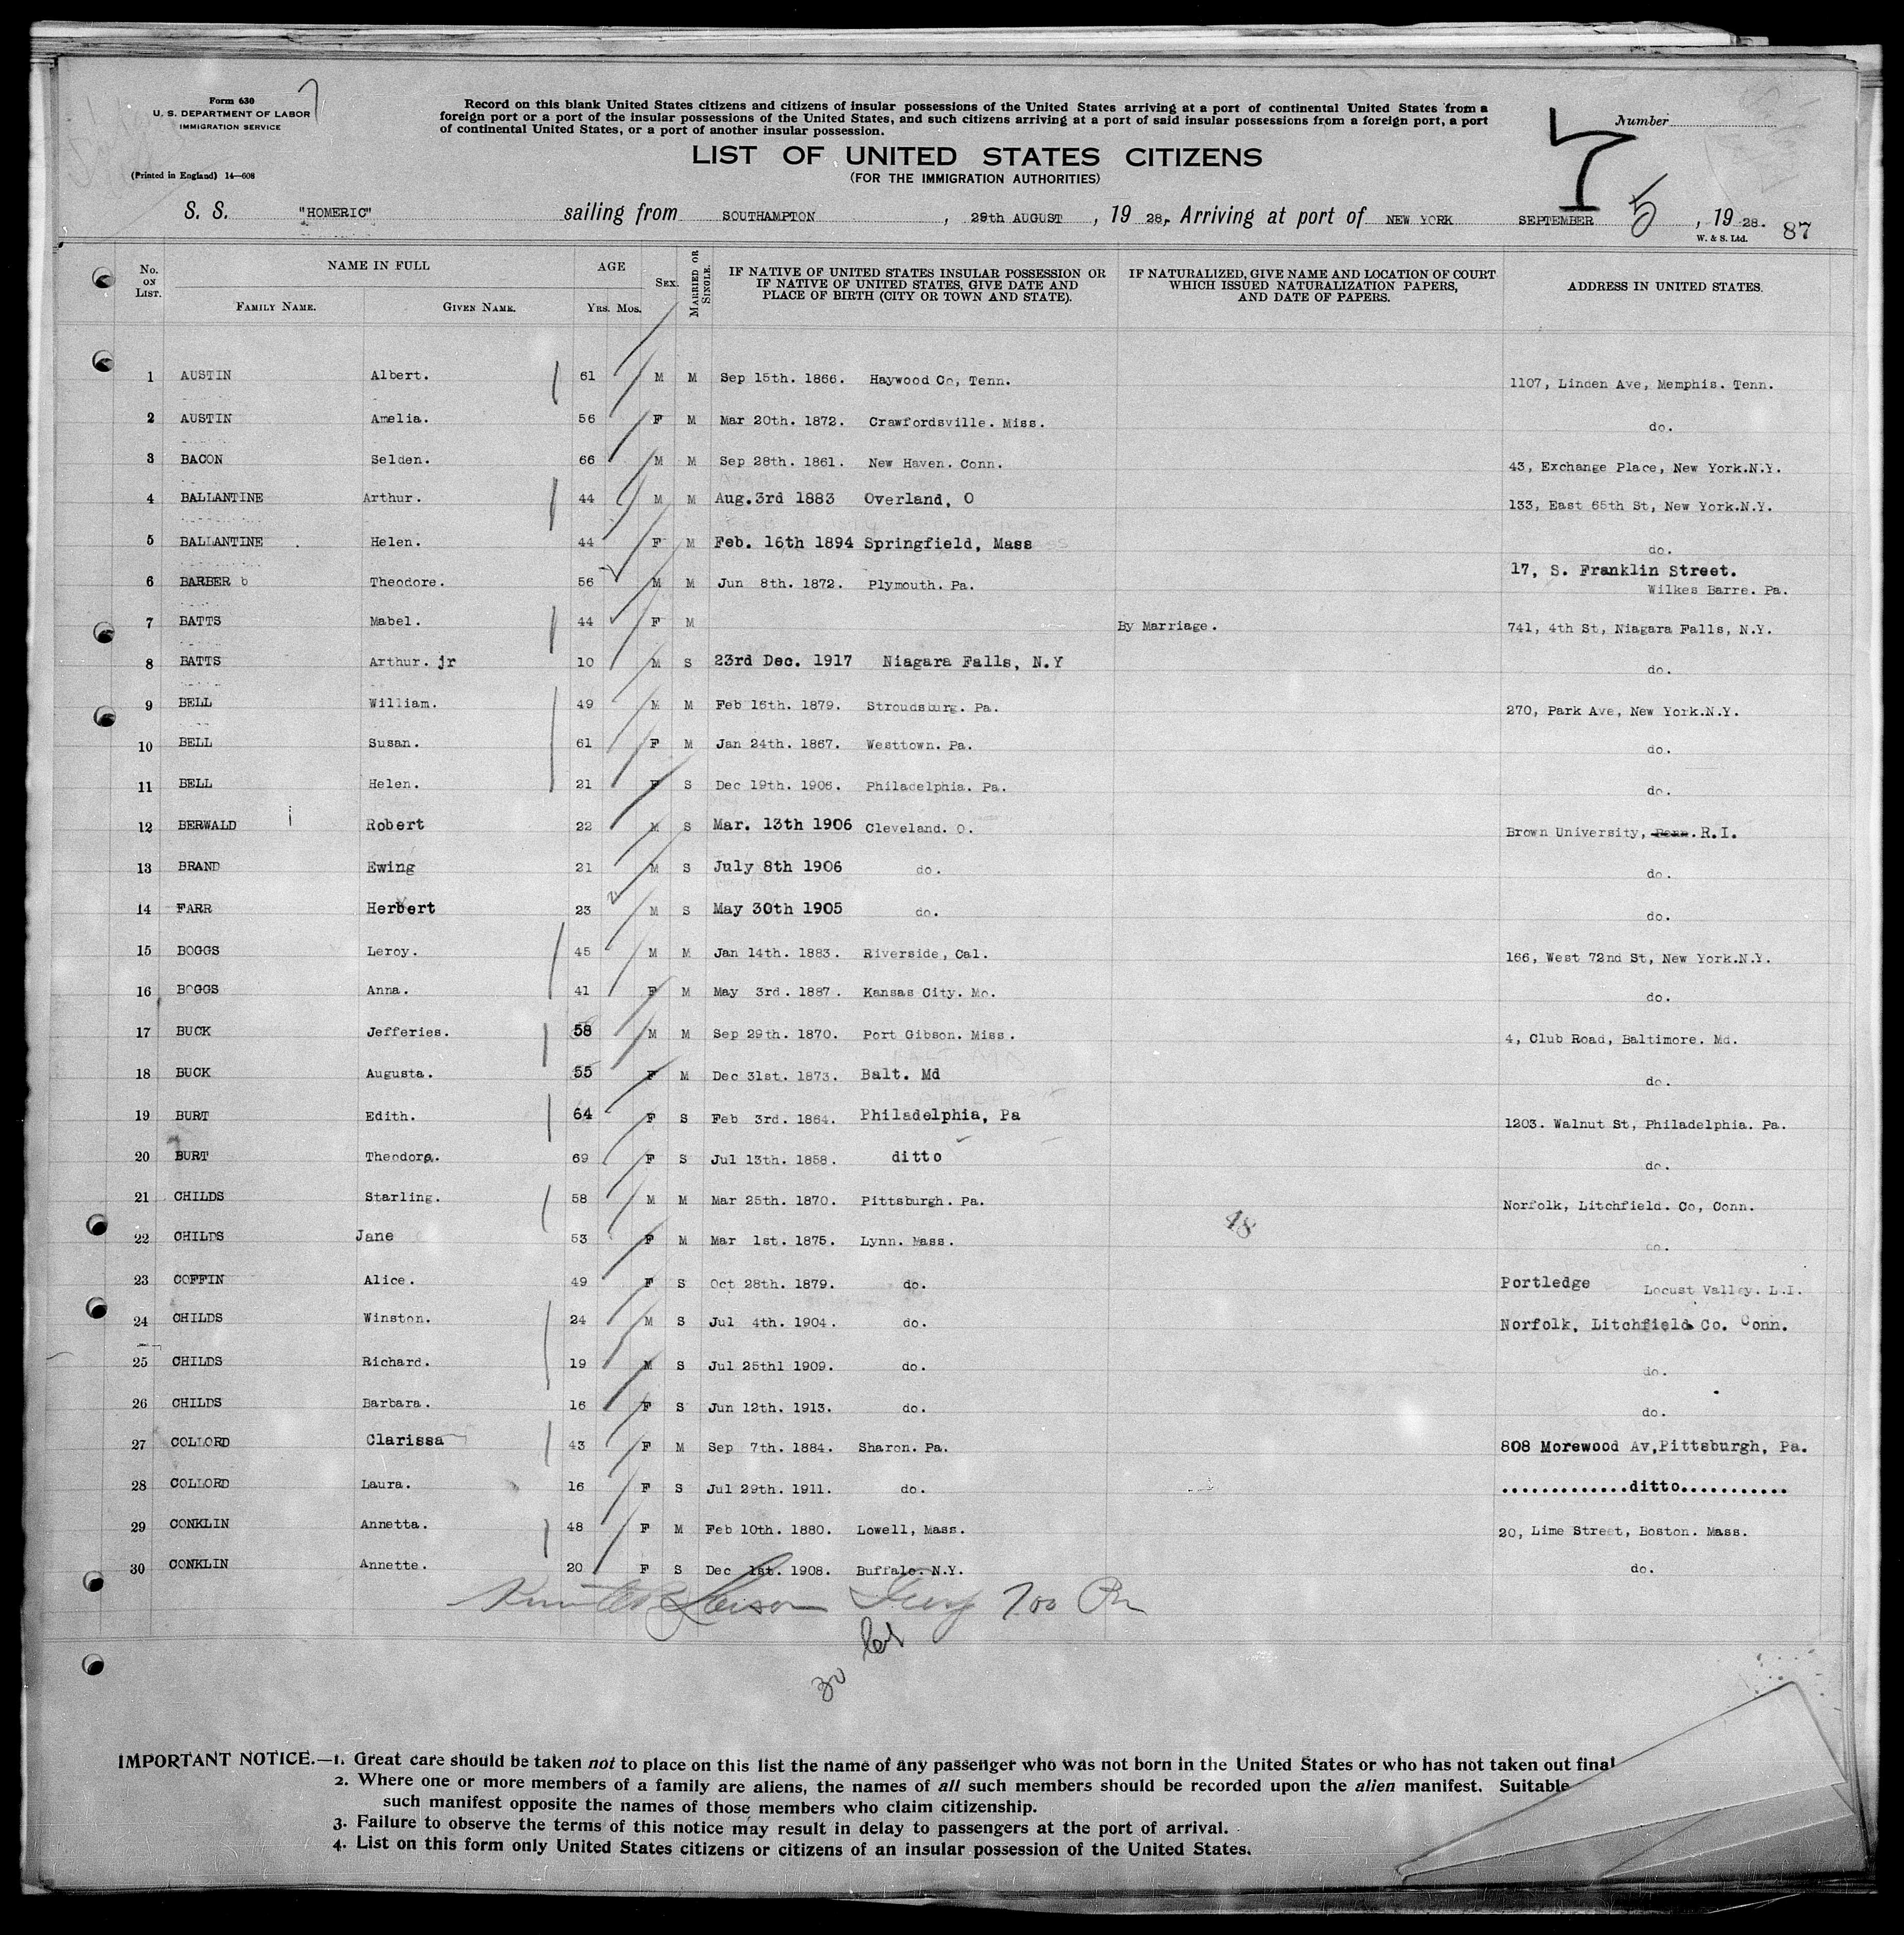 Form 630
U. S. DEPARTMENT OF LABOR
IMMIGRATION SERVICE
(Printed in England) 14—608
Record on this blank United States citizens and citizens of insular possessions of the United States arriving at a port of continental United States from a
foreign port or a port of the insular possessions of the United States, and such citizens arriving at a port of said insular possessions from a foreign port, a port
of continental United States, or a port of another insular possession.
Number
7
LIST OF UNITED STATES CITIZENS
(FOR THE IMMIGRATION AUTHORITIES)
S. S. "HOMERIC" sailing from SOUTHAMPTON, 29th AUGUST, 19 28, Arriving at port of NEW YORK SEPTEMBER 5, 19 28.
W. & S. Ltd. 87
No. ON LIST. NAME IN FULL FAMILY NAME. GIVEN NAME. AGE YRS. MOS. SEX. MARRIED OR SINGLE. IF NATIVE OF UNITED STATES INSULAR POSSESSION OR IF NATIVE OF UNITED STATES, GIVE DATE AND PLACE OF BIRTH (CITY OR TOWN AND STATE). IF NATURALIZED, GIVE NAME AND LOCATION OF COURT WHICH ISSUED NATURALIZATION PAPERS, AND DATE OF PAPERS. ADDRESS IN UNITED STATES.
1 AUSTIN Albert. 61 M M Sep 15th. 1866. Haywood Co, Tenn. 1107, Linden Ave, Memphis. Tenn.
2 AUSTIN Amelia. 56 F M Mar 20th. 1872. Crawfordsville. Miss. do.
3 BACON Selden. 66 M M Sep 28th. 1861. New Haven. Conn. 43, Exchange Place, New York.N.Y.
4 BALLANTINE Arthur. 44 M M Aug.3rd 1883 Overland, O 133, East 65th St, New York.N.Y.
5 BALLANTINE . Helen. 44 F M Feb. 16th 1894 Springfield, Mass do.
6 BARBER b Theodore. 56 M M Jun 8th. 1872. Plymouth. Pa. 17, S. Franklin Street.
Wilkes Barre. Pa.
7 BATTS Mabel. 44 F M By Marriage. 741, 4th St, Niagara Falls, N.Y.
8 BATTS Arthur. jr 10 M S 23rd Dec. 1917 Niagara Falls, N.Y do.
9 BELL William. 49 M M Feb 16th. 1879. Stroudsburg. Pa. 270, Park Ave, New York.N.Y.
10 BELL Susan. 61 F M Jan 24th. 1867. Westtown. Pa. do.
11 BELL Helen. 21 F S Dec 19th. 1906. Philadelphia. Pa. do.
12 BERWALD i Robert 22 M S Mar. 13th 1906 Cleveland. O. Brown University, Penn. R.I.
13 BRAND Ewing 21 M S July 8th 1906 do. do.
14 FARR Herbert 23 M S May 30th 1905 do. do.
15 BOGGS Leroy. 45 M M Jan 14th. 1883. Riverside, Cal. 166, West 72nd St, New York.N.Y.
16 BOGGS Anna. 41 F M May 3rd. 1887. Kansas City. Mo. do.
17 BUCK Jefferies. 58 M M Sep 29th. 1870. Port Gibson. Miss. 4, Club Road, Baltimore. Md.
18 BUCK Augusta. 55 F M Dec 31st. 1873. Balt. Md do.
19 BURT Edith. 64 F S Feb 3rd. 1864. Philadelphia, Pa 1203. Walnut St, Philadelphia. Pa.
20 BURT Theodora. 69 F S Jul 13th. 1858. ditto do.
21 CHILDS Starling. 58 M M Mar 25th. 1870. Pittsburgh. Pa. Norfolk, Litchfield. Co, Conn.
22 CHILDS Jane 53 F M Mar 1st. 1875. Lynn. Mass. do.
23 COFFIN Alice. 49 F S Oct 28th. 1879. do. Portledge Locust Valley. L.I.
24 CHILDS Winston. 24 M S Jul 4th. 1904. do. Norfolk, Litchfield Co. Conn.
25 CHILDS Richard. 19 M S Jul 25thl 1909. do. do.
26 CHILDS Barbara. 16 F S Jun 12th. 1913. do. do.
27 COLLORD Clarissa 43 F M Sep 7th. 1884. Sharon. Pa. 808 Morewood Av,Pittsburgh, Pa.
28 COLLORD Laura. 16 F S Jul 29th. 1911. do. .............ditto...........
29 CONKLIN Annetta. 48 F M Feb 10th. 1880. Lowell, Mass. 20, Lime Street, Boston. Mass.
30 CONKLIN Annette. 20 F S Dec 1st. 1908. Buffalo. N.Y. do.
700 Pm
30
IMPORTANT NOTICE.—1. Great care should be taken not to place on this list the name of any passenger who was not born in the United States or who has not taken out final
2. Where one or more members of a family are aliens, the names of all such members should be recorded upon the alien manifest. Suitable
such manifest opposite the names of those members who claim citizenship.
3. Failure to observe the terms of this notice may result in delay to passengers at the port of arrival.
4. List on this form only United States citizens or citizens of an insular possession of the United States.